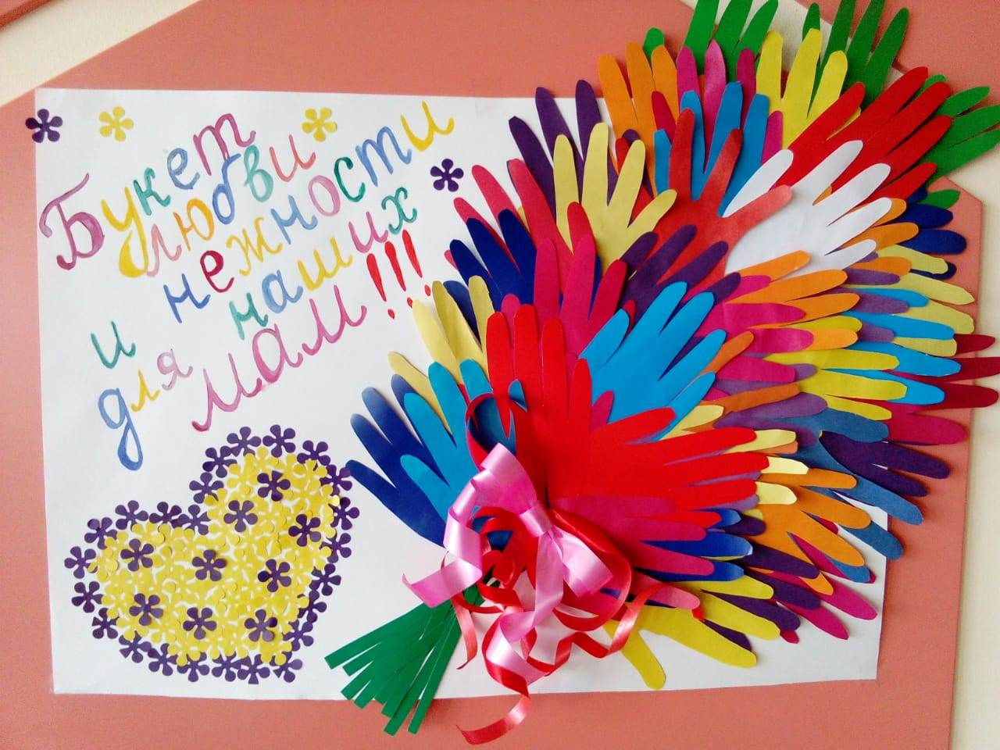 Букет
любви
и нежности
для наших
мам!!!